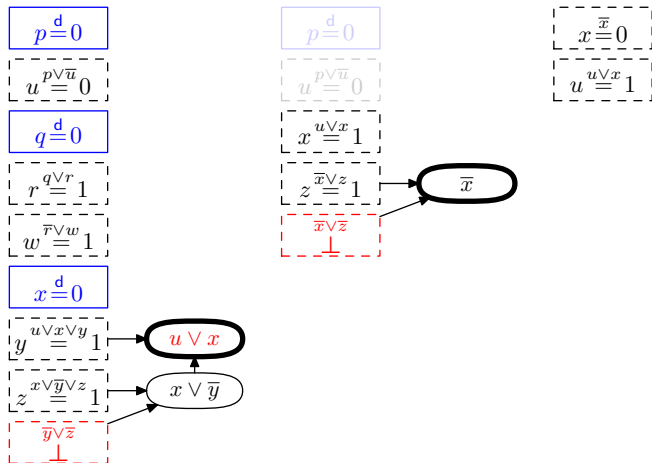 p =ᵈ 0
u =^{p∨u̅} 0
q =ᵈ 0
r =^{q∨r} 1
w =^{r̅∨w} 1
x =ᵈ 0
y =^{u∨x∨y} 1
u ∨ x
z =^{x∨y̅∨z} 1
x ∨ y̅
y̅∨z̅
⊥
p =ᵈ 0
u =^{p∨u̅} 0
x =^{u∨x} 1
z =^{x̅∨z} 1
x̅
x̅∨z̅
⊥
x =^{x̅} 0
u =^{u∨x} 1